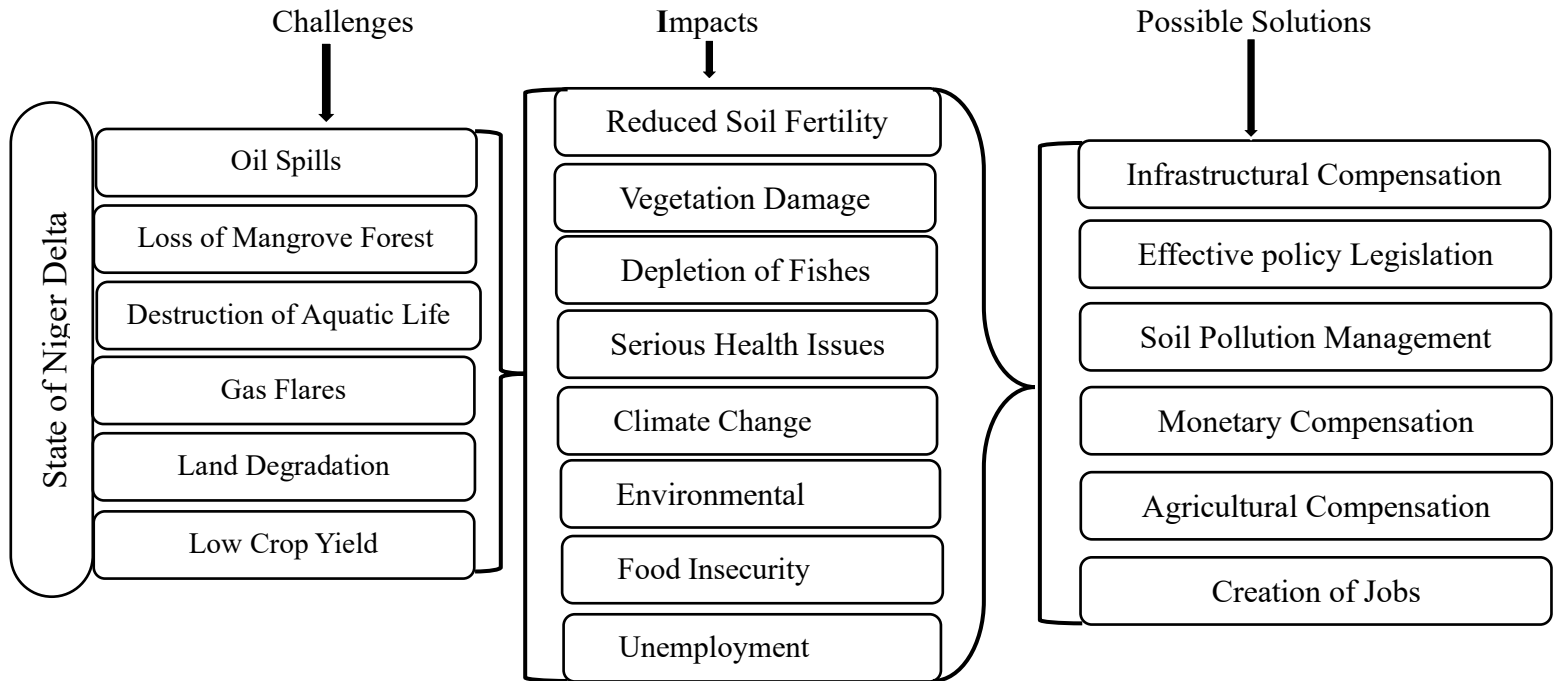 Challenges
Impacts
Possible Solutions
State of Niger Delta
Oil Spills
Loss of Mangrove Forest
Destruction of Aquatic Life
Gas Flares
Land Degradation
Low Crop Yield
Reduced Soil Fertility
Vegetation Damage
Depletion of Fishes
Serious Health Issues
Climate Change
Environmental
Food Insecurity
Unemployment
Infrastructural Compensation
Effective policy Legislation
Soil Pollution Management
Monetary Compensation
Agricultural Compensation
Creation of Jobs